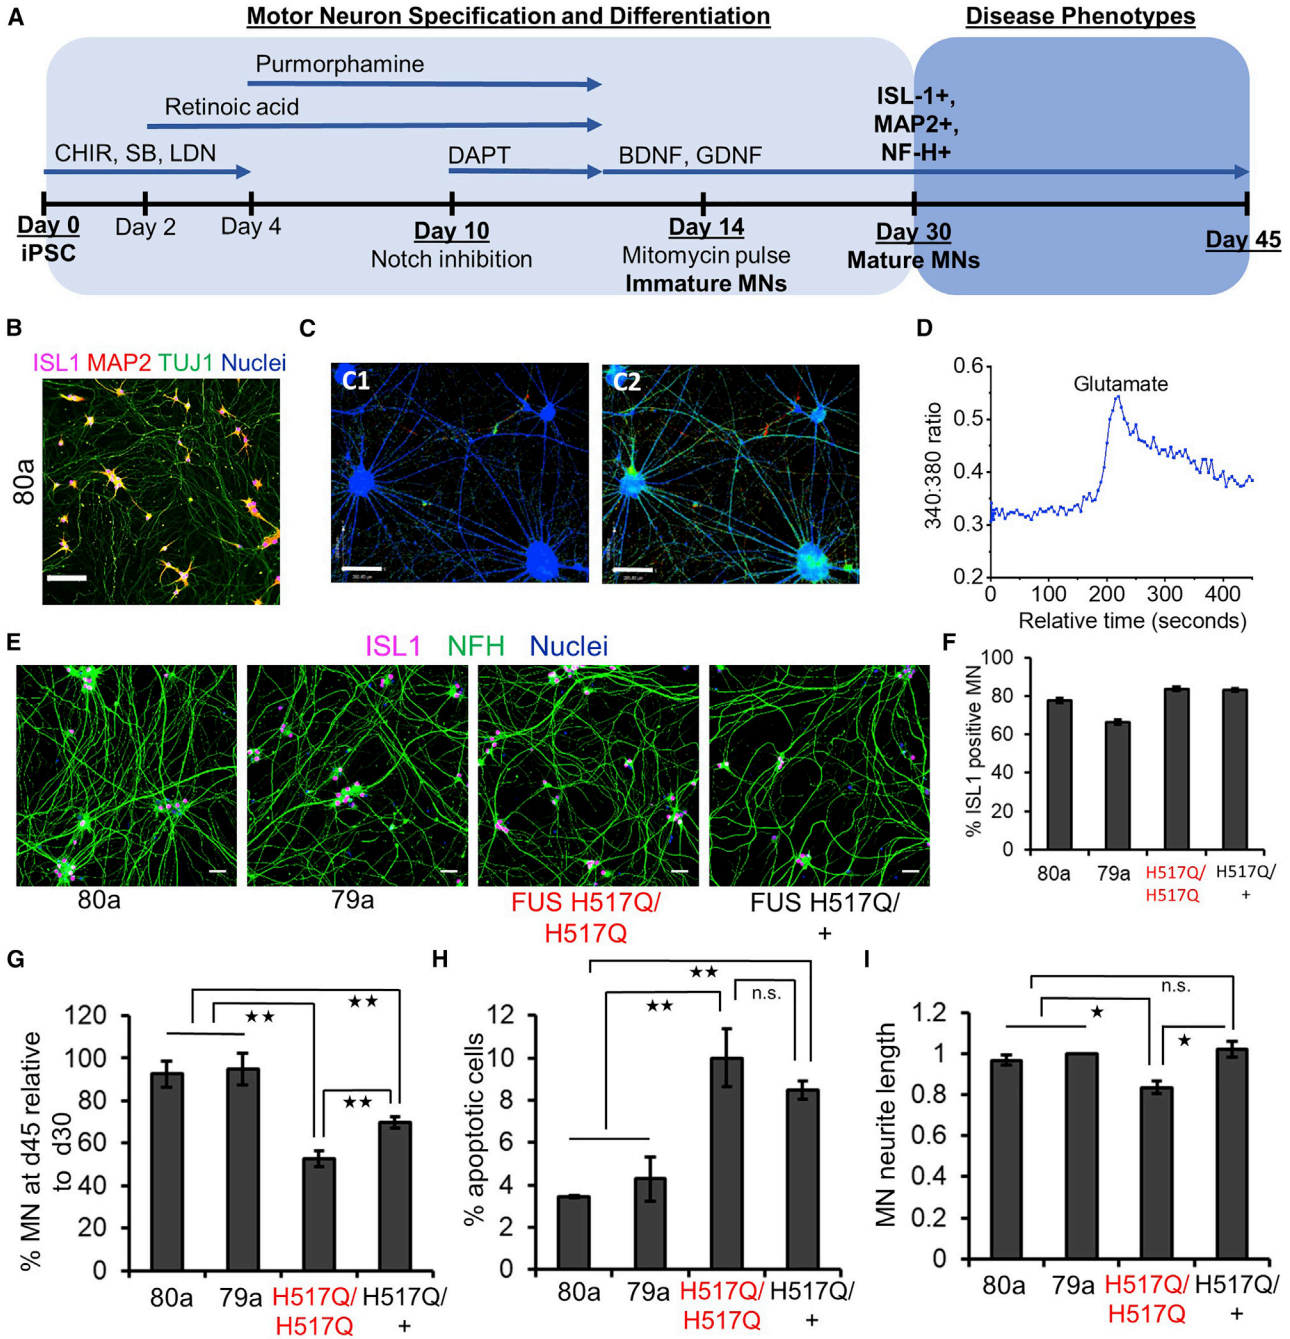 A
Motor Neuron Specification and Differentiation
Disease Phenotypes
Purmorphamine
Retinoic acid
CHIR, SB, LDN
DAPT
BDNF, GDNF
ISL-1+,
MAP2+,
NF-H+
Day 0
iPSC
Day 2
Day 4
Day 10
Notch inhibition
Day 14
Mitomycin pulse
Immature MNs
Day 30
Mature MNs
Day 45
B
ISL1 MAP2 TUJ1 Nuclei
80a
C
C1
C2
D
0.6
0.5
0.4
0.3
0.2
340:380 ratio
Glutamate
0 100 200 300 400
Relative time (seconds)
E
ISL1 NFH Nuclei
80a
79a
FUS H517Q/
H517Q
FUS H517Q/
+
F
% ISL1 positive MN
100
80
60
40
20
0
80a
79a
H517Q/
H517Q
H517Q/
+
G
% MN at d45 relative
to d30
120
100
80
60
40
20
0
★★
★★
★★
80a
79a
H517Q/
H517Q
H517Q/
+
H
% apoptotic cells
12
10
8
6
4
2
0
★★
★★
n.s.
80a
79a
H517Q/
H517Q
H517Q/
+
I
MN neurite length
1.2
1
0.8
0.6
0.4
0.2
0
n.s.
★
★
80a
79a
H517Q/
H517Q
H517Q/
+